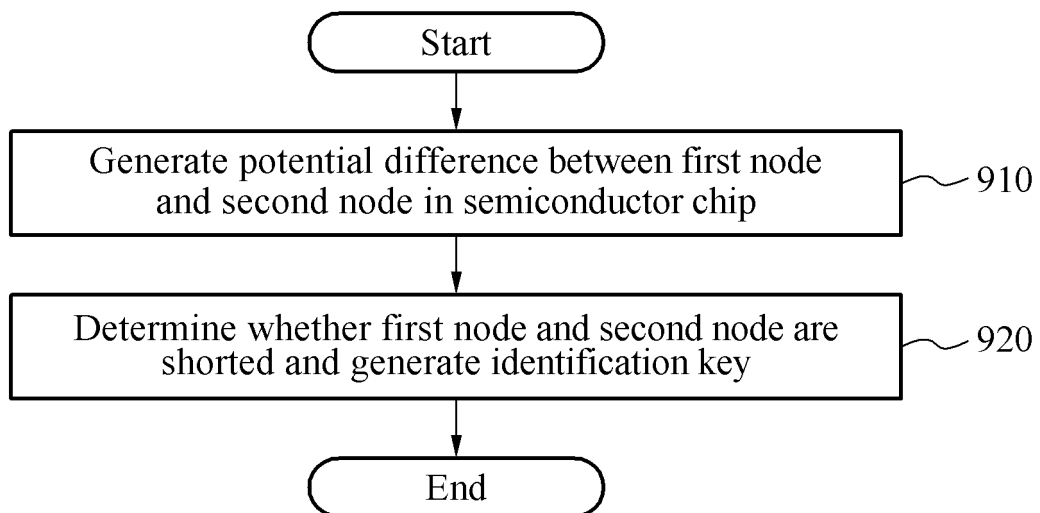 Start
Generate potential difference between first node
and second node in semiconductor chip
910
Determine whether first node and second node are
shorted and generate identification key
920
End